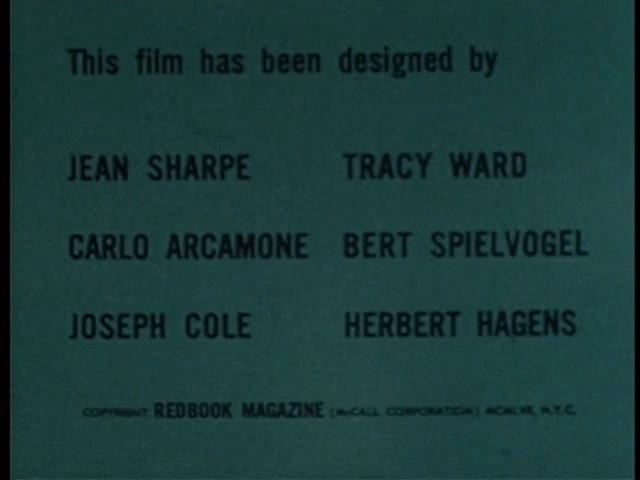 This film has been designed by
JEAN SHARPE TRACY WARD
CARLO ARCAMONE BERT SPIELVOGEL
JOSEPH COLE HERBERT HAGENS
COPYRIGHT REDBOOK MAGAZINE (McCALL CORPORATION) MCMLVII, N.Y.C.